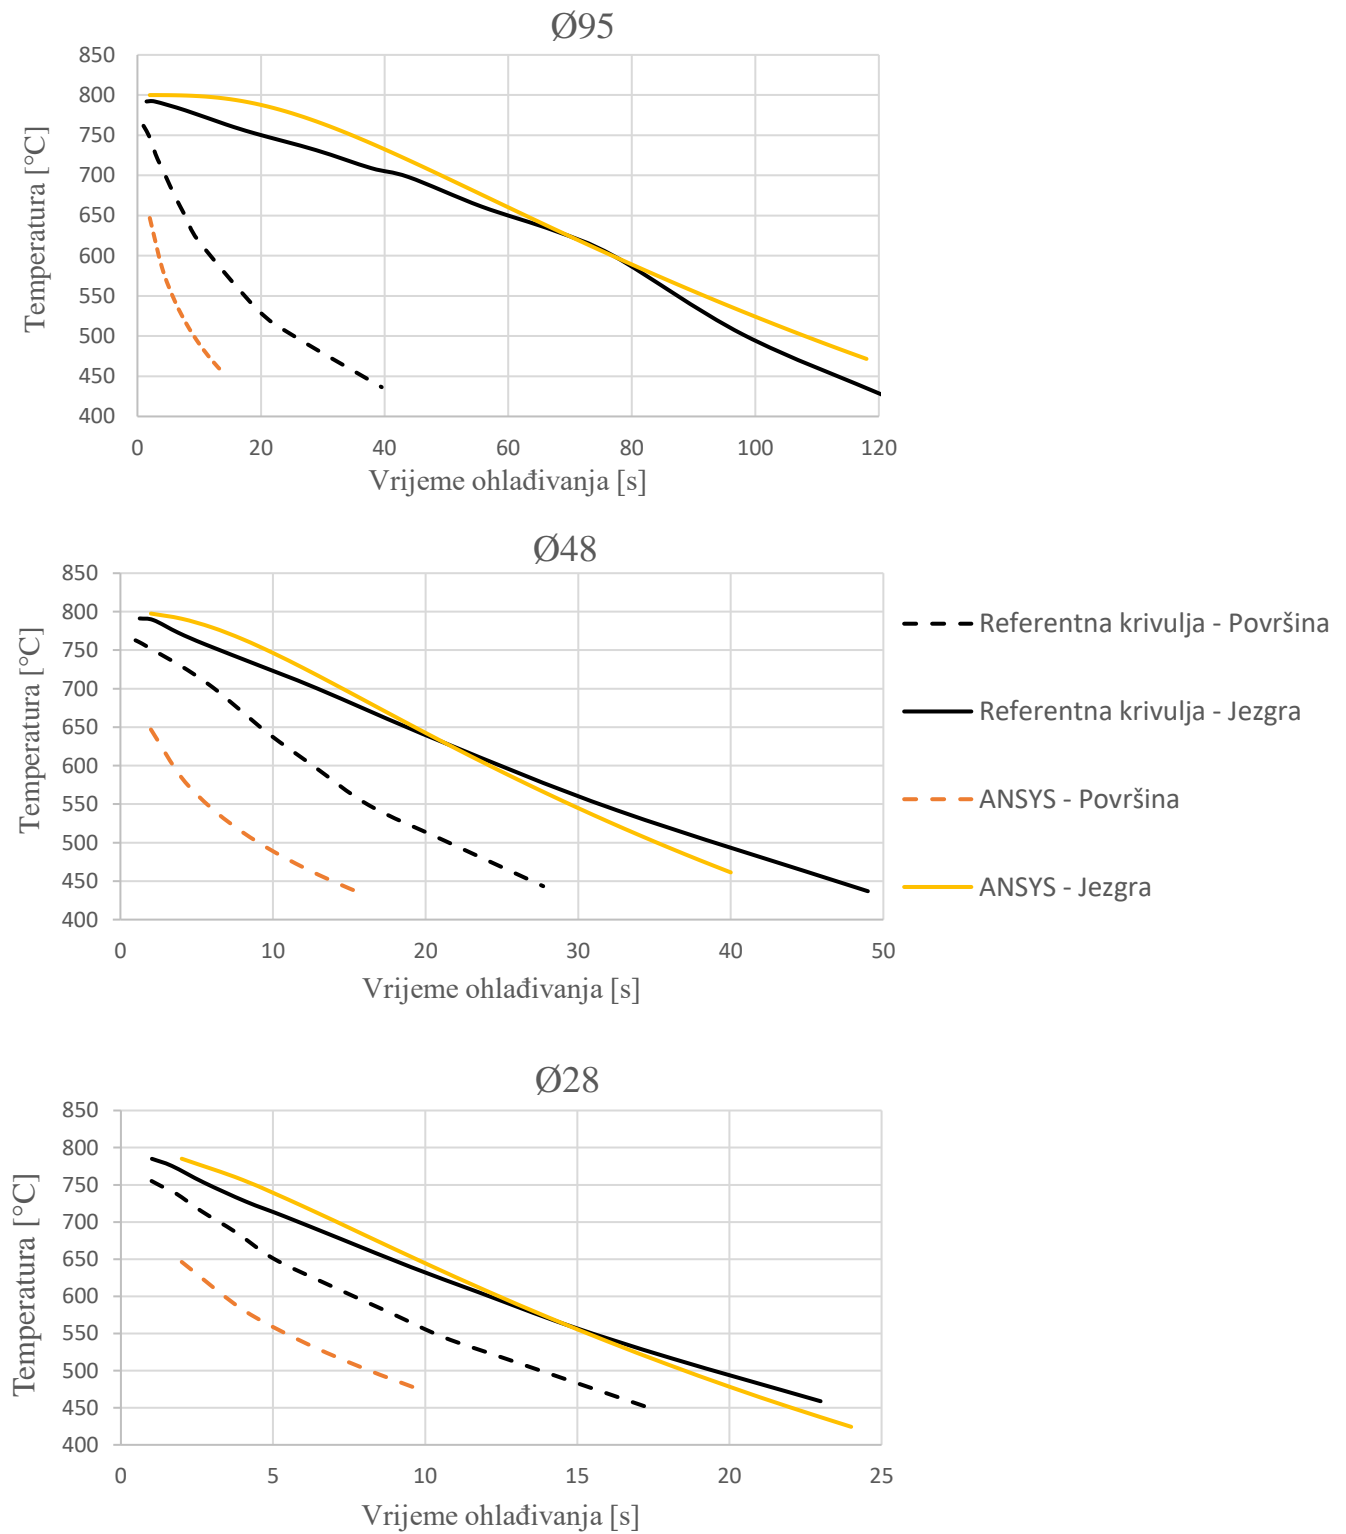 Ø95
850
800
750
700
650
600
550
500
450
400
Temperatura [°C]
0 20 40 60 80 100 120
Vrijeme ohlađivanja [s]
Ø48
850
800
750
700
650
600
550
500
450
400
Temperatura [°C]
0 10 20 30 40 50
Vrijeme ohlađivanja [s]
Referentna krivulja - Površina
Referentna krivulja - Jezgra
ANSYS - Površina
ANSYS - Jezgra
Ø28
850
800
750
700
650
600
550
500
450
400
Temperatura [°C]
0 5 10 15 20 25
Vrijeme ohlađivanja [s]